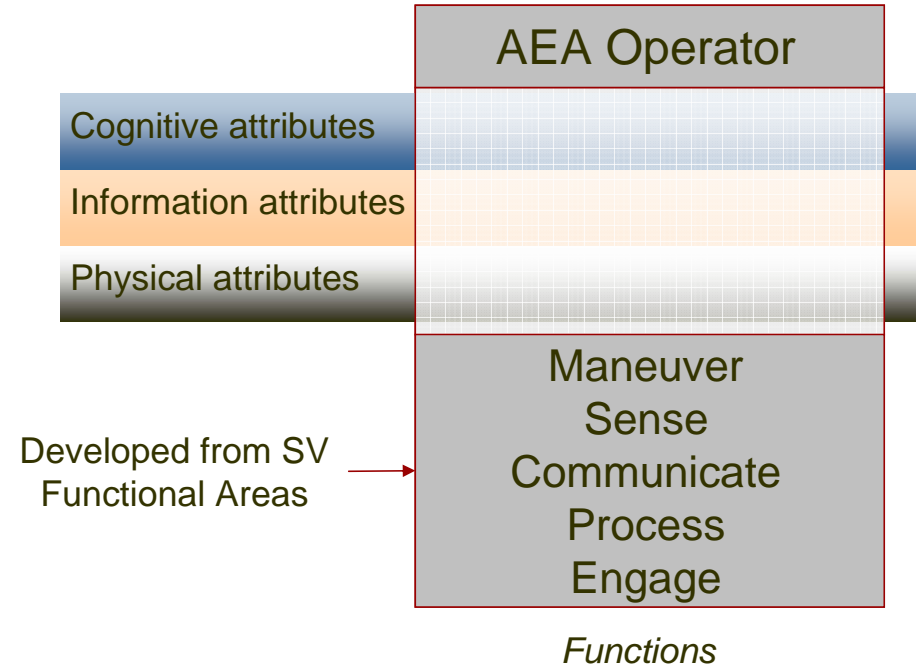 AEA Operator
Cognitive attributes
Information attributes
Physical attributes
Maneuver
Sense
Communicate
Process
Engage
Developed from SV
Functional Areas
Functions